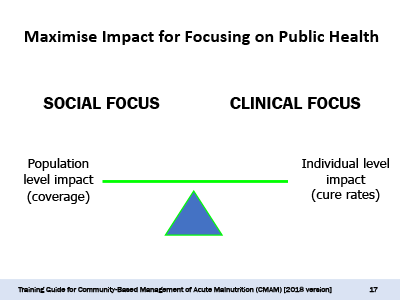 Maximise Impact for Focusing on Public Health
SOCIAL FOCUS
CLINICAL FOCUS
Population
level impact
(coverage)
Individual level
impact
(cure rates)
Training Guide for Community-Based Management of Acute Malnutrition (CMAM) [2018 version]
17